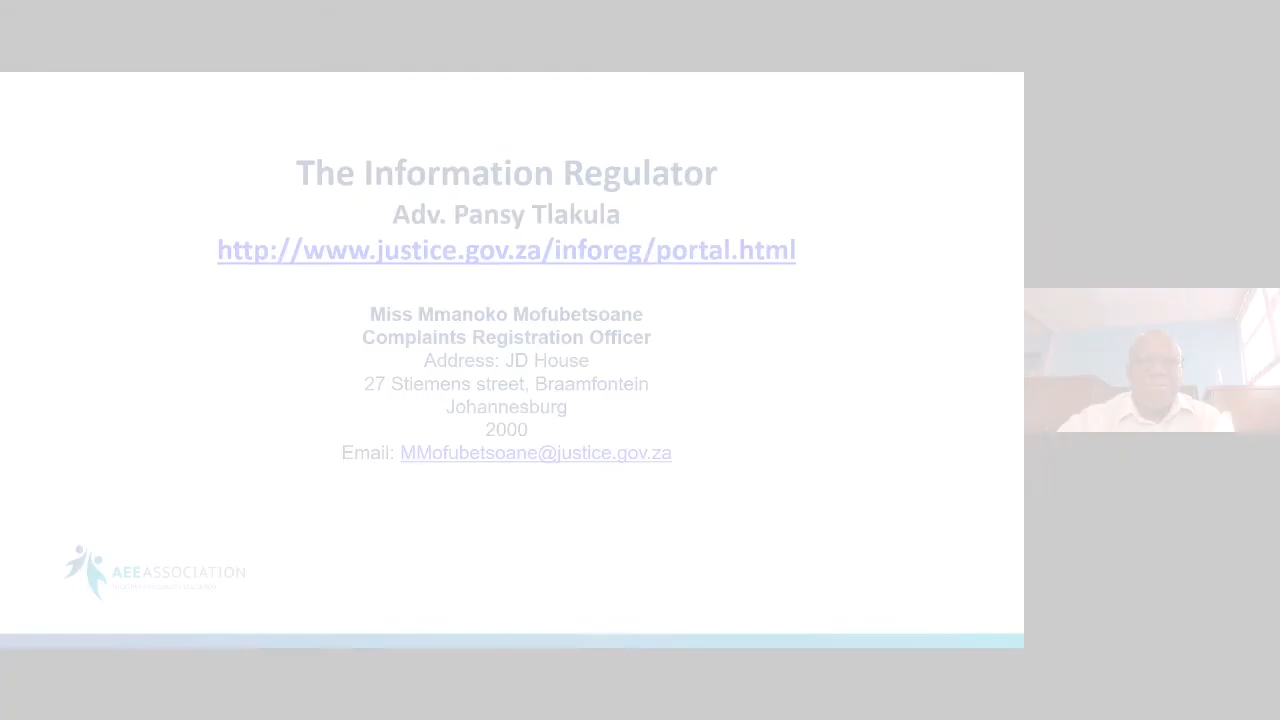 The Information Regulator
Adv. Pansy Tlakula
http://www.justice.gov.za/inforeg/portal.html
Miss Mmanoko Mofubetsoane
Complaints Registration Officer
Address: JD House
27 Stiemens street, Braamfontein
Johannesburg
2000
Email: MMofubetsoane@justice.gov.za
AEEASSOCIATION